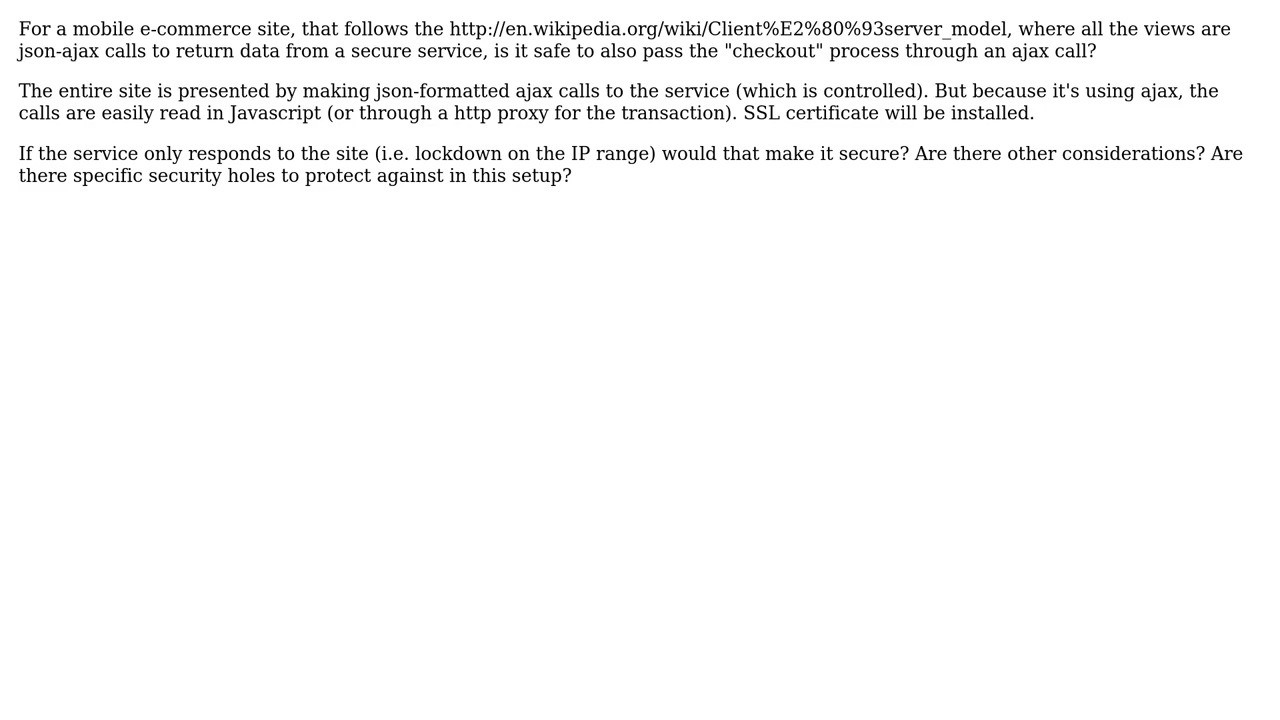 For a mobile e-commerce site, that follows the http://en.wikipedia.org/wiki/Client%E2%80%93server_model, where all the views are
json-ajax calls to return data from a secure service, is it safe to also pass the "checkout" process through an ajax call?
The entire site is presented by making json-formatted ajax calls to the service (which is controlled). But because it's using ajax, the
calls are easily read in Javascript (or through a http proxy for the transaction). SSL certificate will be installed.
If the service only responds to the site (i.e. lockdown on the IP range) would that make it secure? Are there other considerations? Are
there specific security holes to protect against in this setup?